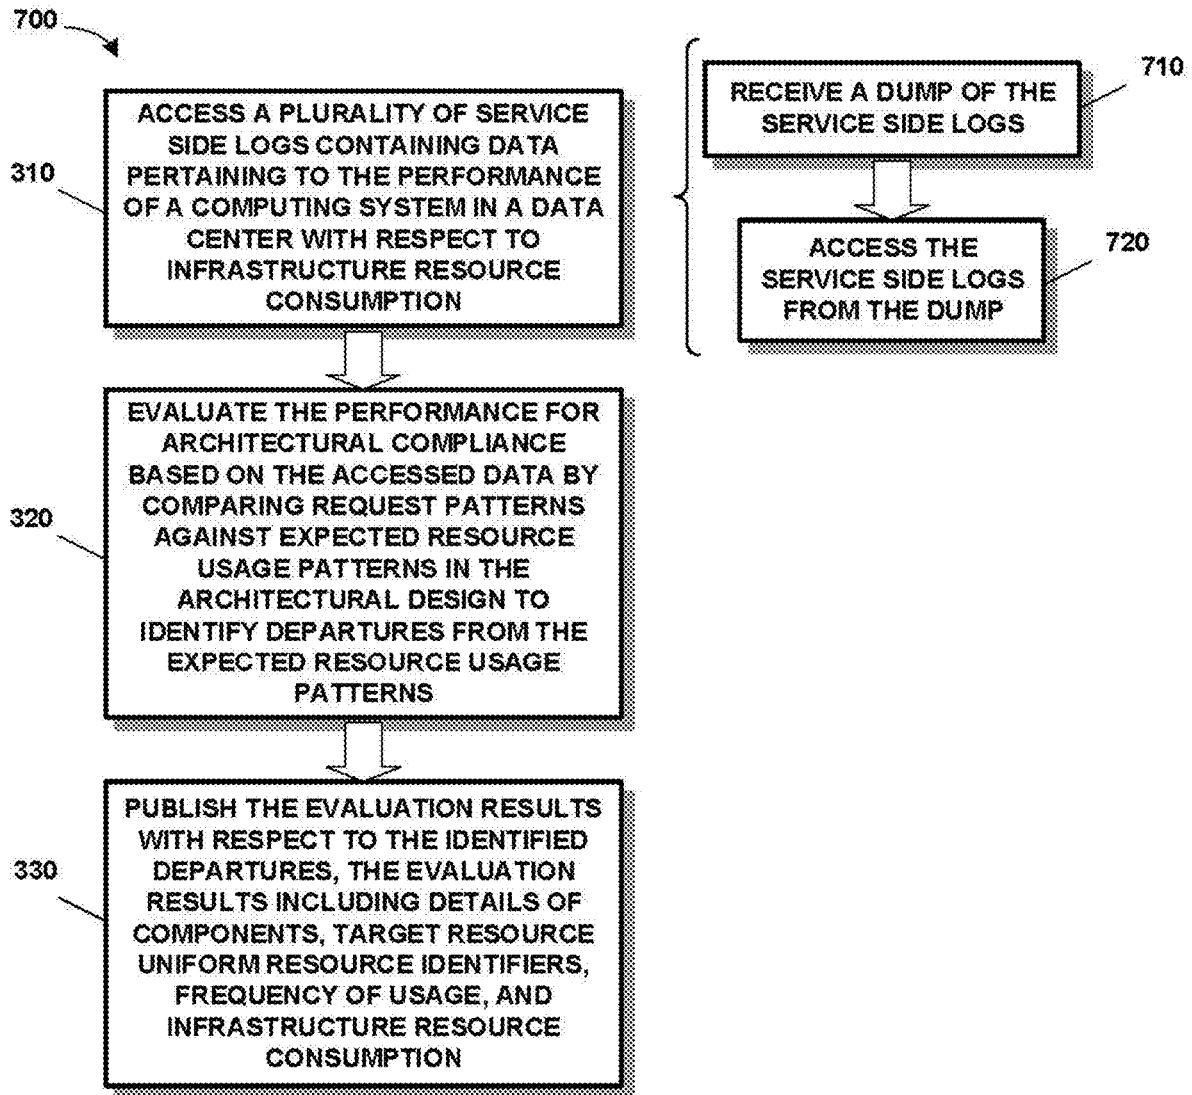 700
310
ACCESS A PLURALITY OF SERVICE
SIDE LOGS CONTAINING DATA
PERTAINING TO THE PERFORMANCE
OF A COMPUTING SYSTEM IN A DATA
CENTER WITH RESPECT TO
INFRASTRUCTURE RESOURCE
CONSUMPTION
710
RECEIVE A DUMP OF THE
SERVICE SIDE LOGS
720
ACCESS THE
SERVICE SIDE LOGS
FROM THE DUMP
320
EVALUATE THE PERFORMANCE FOR
ARCHITECTURAL COMPLIANCE
BASED ON THE ACCESSED DATA BY
COMPARING REQUEST PATTERNS
AGAINST EXPECTED RESOURCE
USAGE PATTERNS IN THE
ARCHITECTURAL DESIGN TO
IDENTIFY DEPARTURES FROM THE
EXPECTED RESOURCE USAGE
PATTERNS
330
PUBLISH THE EVALUATION RESULTS
WITH RESPECT TO THE IDENTIFIED
DEPARTURES, THE EVALUATION
RESULTS INCLUDING DETAILS OF
COMPONENTS, TARGET RESOURCE
UNIFORM RESOURCE IDENTIFIERS,
FREQUENCY OF USAGE, AND
INFRASTRUCTURE RESOURCE
CONSUMPTION